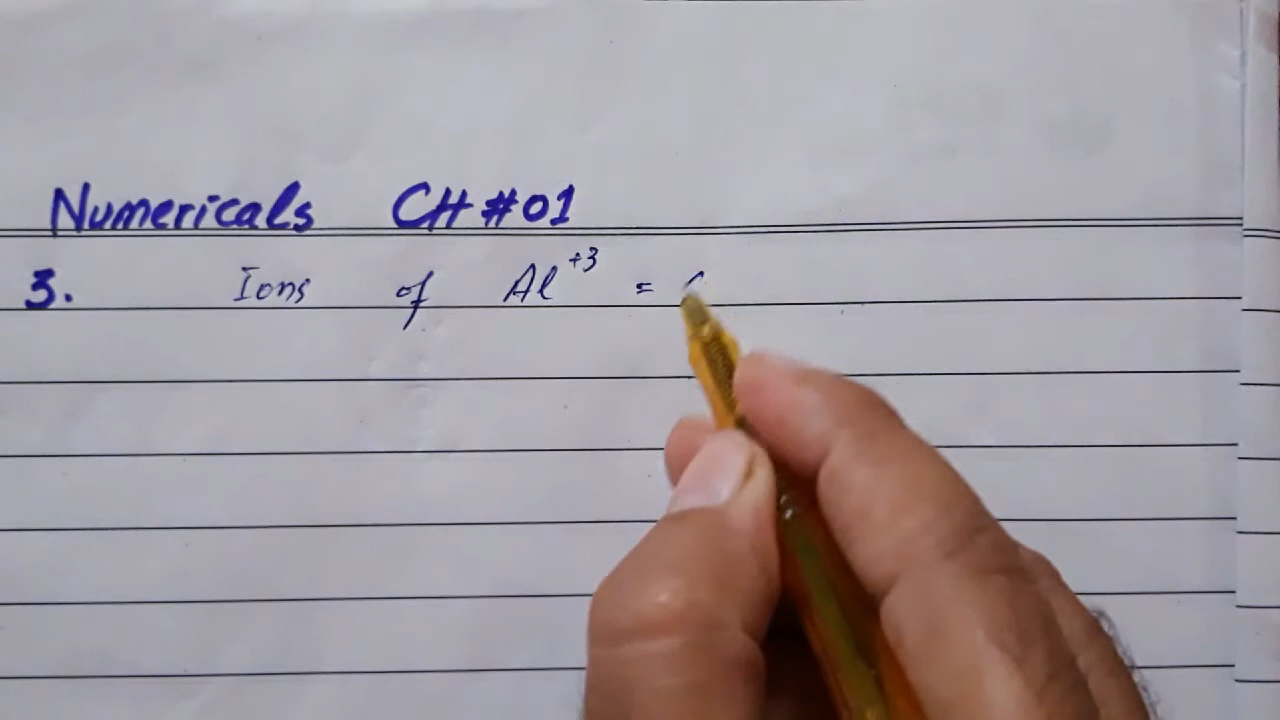 Numericals CH #01
3. Ions of Al+3 =